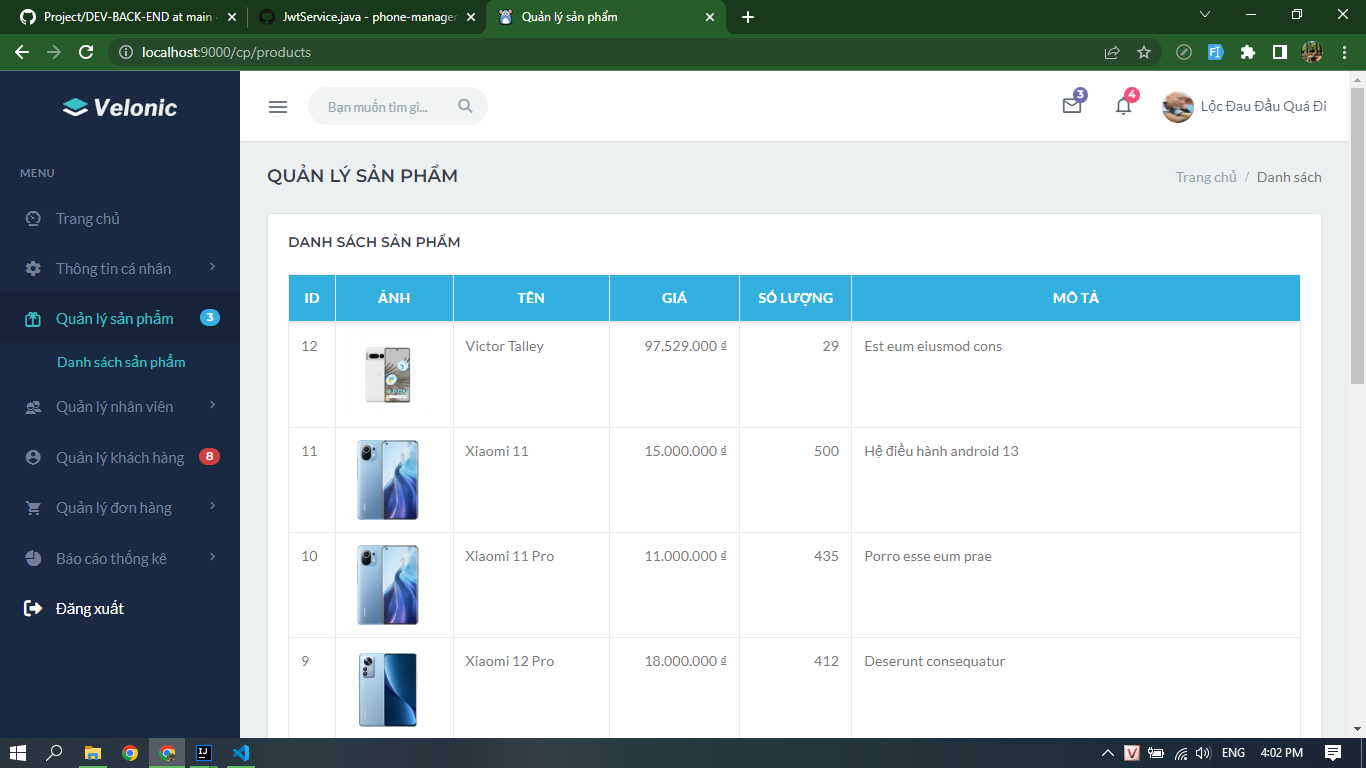 Project/DEV-BACK-END at main
JwtService.java - phone-manager
Quản lý sản phẩm
localhost:9000/cp/products
Velonic
Bạn muốn tìm gì...
3
4
Lộc Đau Đầu Quá Đi
MENU
Trang chủ
Thông tin cá nhân
Quản lý sản phẩm 3
Danh sách sản phẩm
Quản lý nhân viên
Quản lý khách hàng 8
Quản lý đơn hàng
Báo cáo thống kê
Đăng xuất
QUẢN LÝ SẢN PHẨM
Trang chủ / Danh sách
DANH SÁCH SẢN PHẨM
ID ẢNH TÊN GIÁ SỐ LƯỢNG MÔ TẢ
12 Victor Talley 97.529.000 ₫ 29 Est eum eiusmod cons
11 Xiaomi 11 15.000.000 ₫ 500 Hệ điều hành android 13
10 Xiaomi 11 Pro 11.000.000 ₫ 435 Porro esse eum prae
9 Xiaomi 12 Pro 18.000.000 ₫ 412 Deserunt consequatur
ENG 4:02 PM